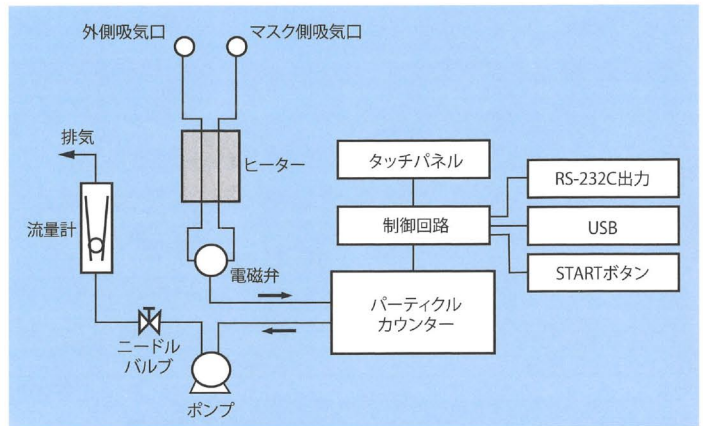 外側吸気口
マスク側吸気口
排気
ヒーター
タッチパネル
RS-232C出力
流量計
制御回路
USB
電磁弁
STARTボタン
パーティクル
カウンター
ニードル
バルブ
ポンプ